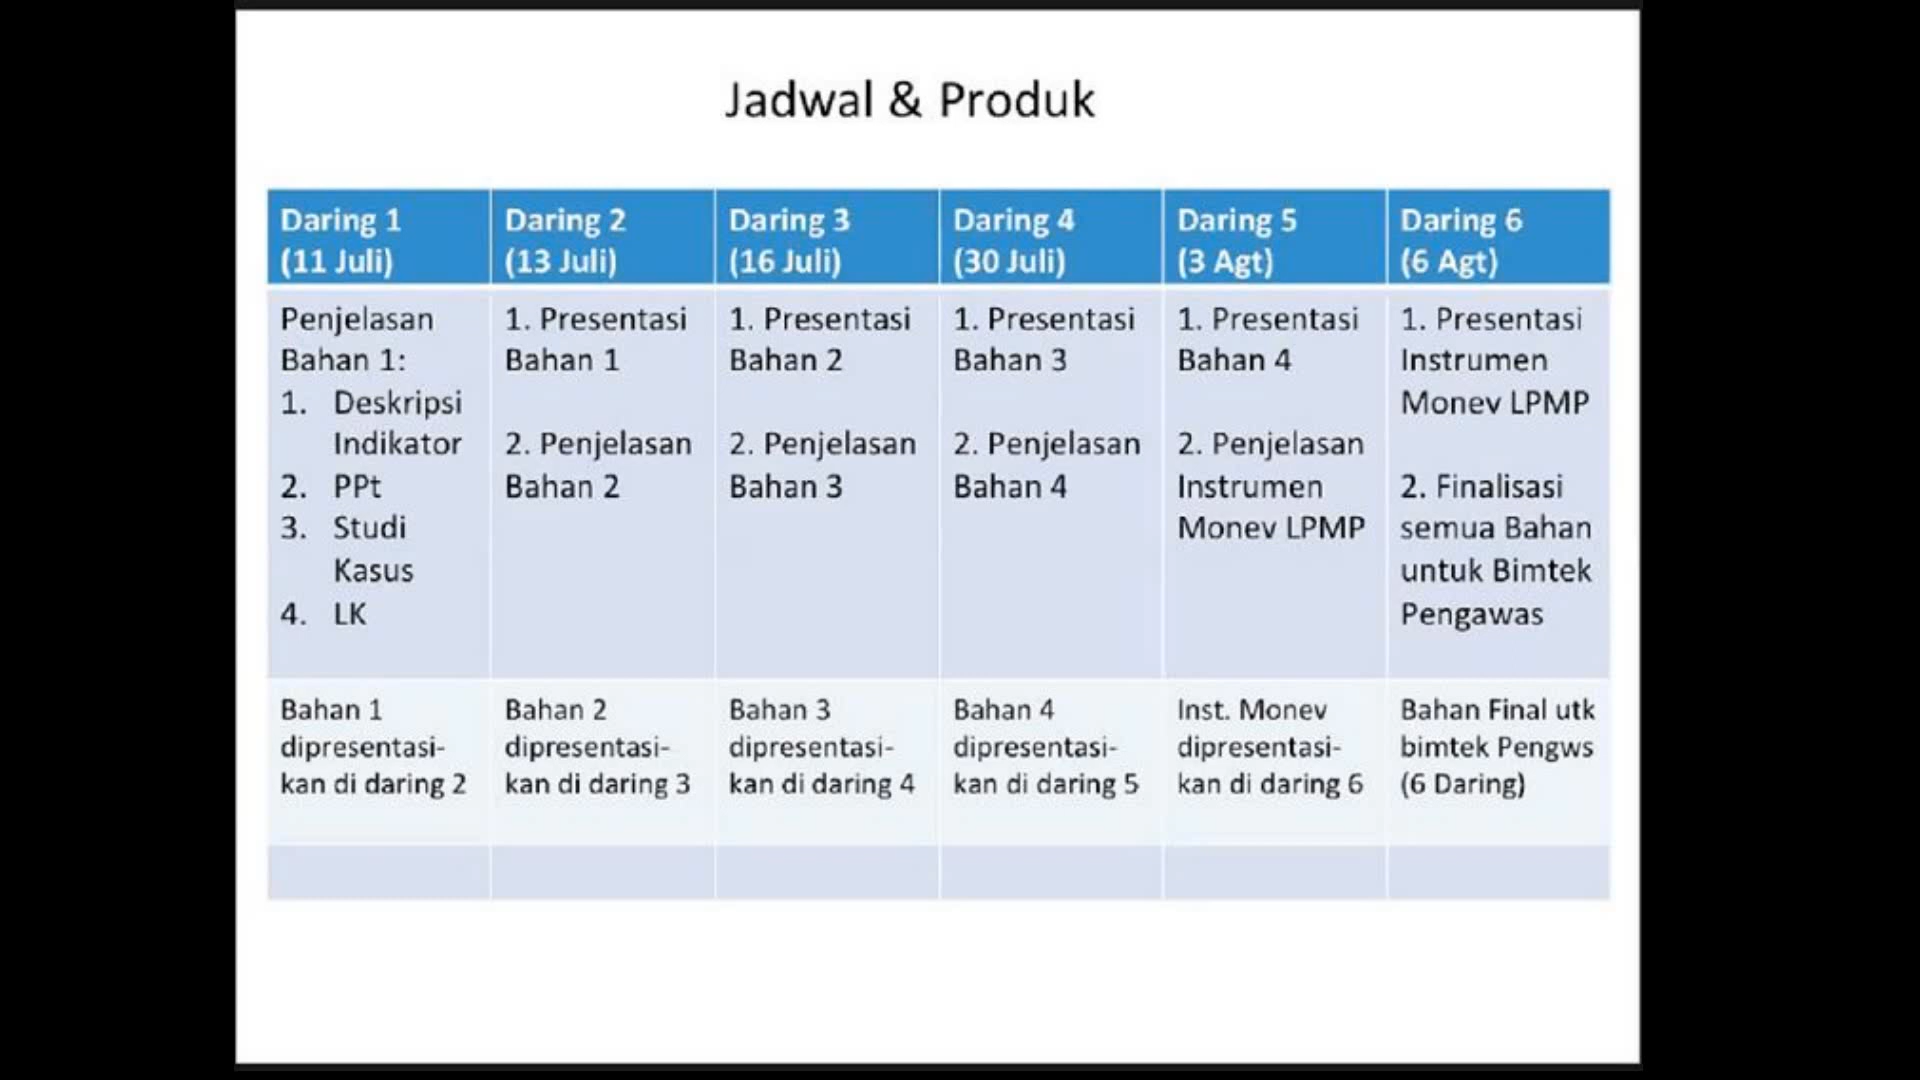 Jadwal & Produk
Daring 1
(11 Juli)
Daring 2
(13 Juli)
Daring 3
(16 Juli)
Daring 4
(30 Juli)
Daring 5
(3 Agt)
Daring 6
(6 Agt)
Penjelasan
Bahan 1:
1. Deskripsi
Indikator
2. PPt
3. Studi
Kasus
4. LK
1. Presentasi
Bahan 1
2. Penjelasan
Bahan 2
1. Presentasi
Bahan 2
2. Penjelasan
Bahan 3
1. Presentasi
Bahan 3
2. Penjelasan
Bahan 4
1. Presentasi
Bahan 4
2. Penjelasan
Instrumen
Monev LPMP
1. Presentasi
Instrumen
Monev LPMP
2. Finalisasi
semua Bahan
untuk Bimtek
Pengawas
Bahan 1
dipresentasi-
kan di daring 2
Bahan 2
dipresentasi-
kan di daring 3
Bahan 3
dipresentasi-
kan di daring 4
Bahan 4
dipresentasi-
kan di daring 5
Inst. Monev
dipresentasi-
kan di daring 6
Bahan Final utk
bimtek Pengws
(6 Daring)